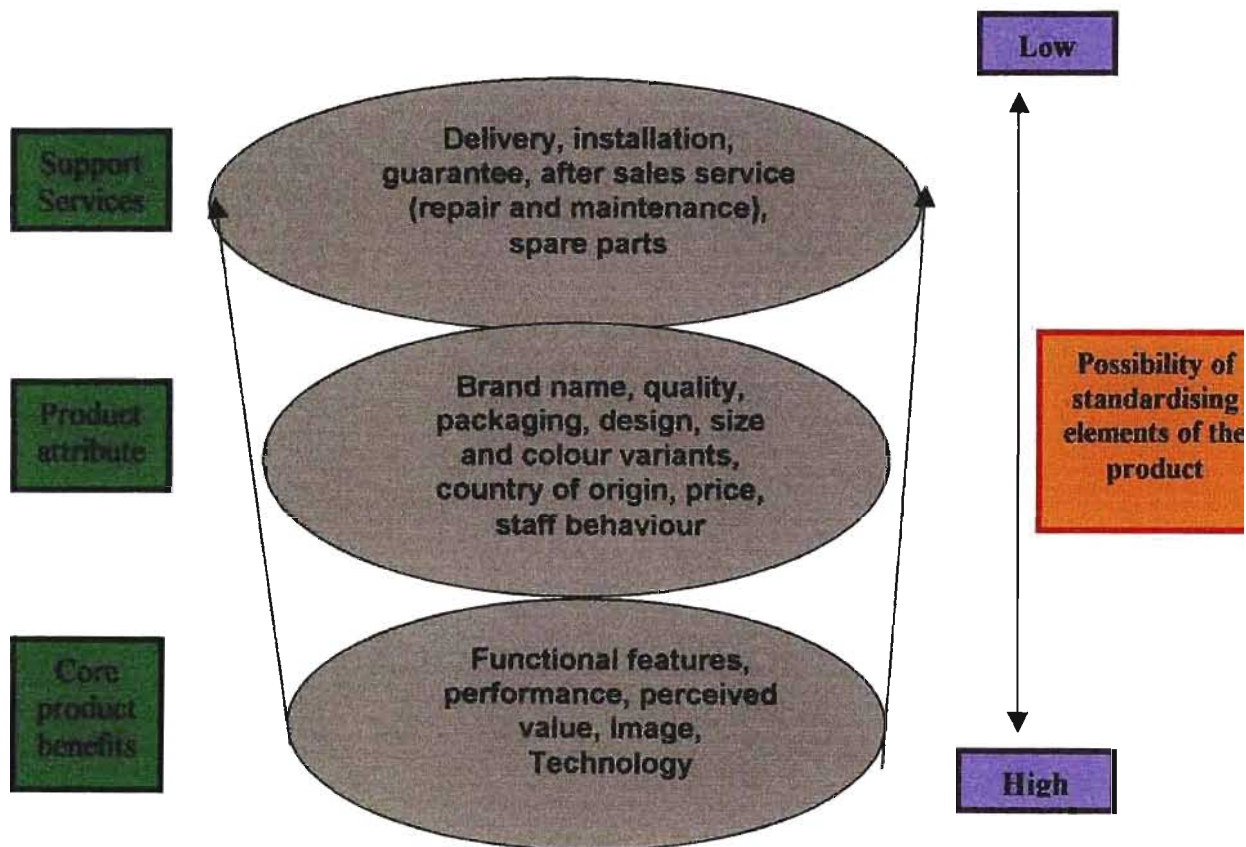 Low
Support
Services
Delivery, installation,
guarantee, after sales service
(repair and maintenance),
spare parts
Product
attribute
Brand name, quality,
packaging, design, size
and colour variants,
country of origin, price,
staff behaviour
Possibility of
standardising
elements of the
product
Core
product
benefits
Functional features,
performance, perceived
value, Image,
Technology
High